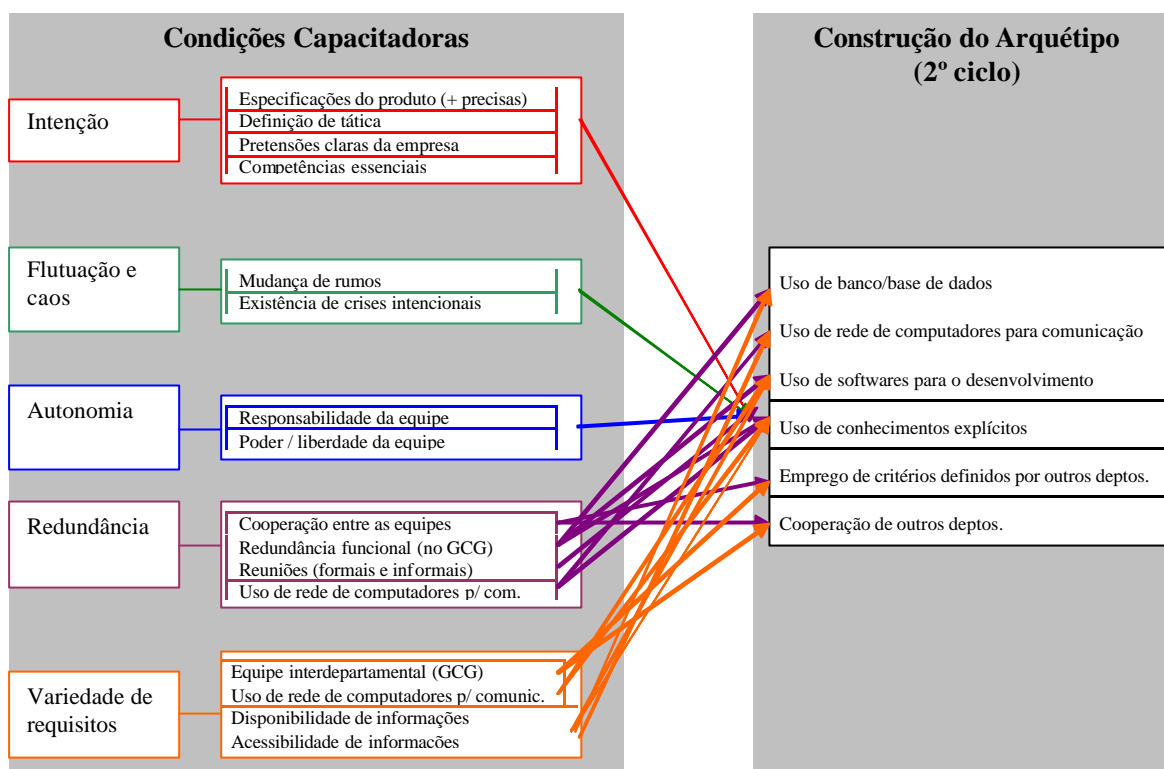 Condições Capacitadoras
Construção do Arquétipo
(2º ciclo)
Intenção
Especificações do produto (+ precisas)
Definição de tática
Pretensões claras da empresa
Competências essenciais
Flutuação e
caos
Mudança de rumos
Existência de crises intencionais
Autonomia
Responsabilidade da equipe
Poder / liberdade da equipe
Redundância
Cooperação entre as equipes
Redundância funcional (no GCG)
Reuniões (formais e informais)
Uso de rede de computadores p/ com.
Variedade de
requisitos
Equipe interdepartamental (GCG)
Uso de rede de computadores p/ comunic.
Disponibilidade de informações
Acessibilidade de informacões
Uso de banco/base de dados
Uso de rede de computadores para comunicação
Uso de softwares para o desenvolvimento
Uso de conhecimentos explícitos
Emprego de critérios definidos por outros deptos.
Cooperação de outros deptos.